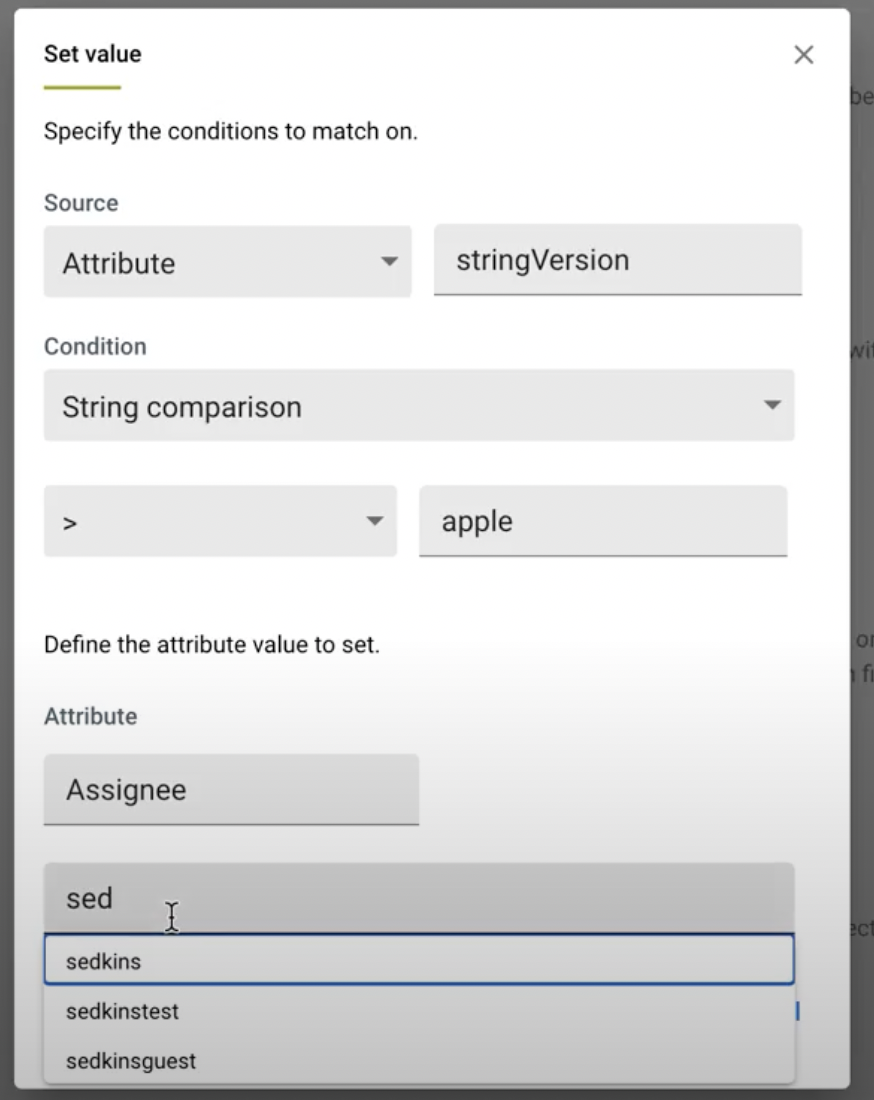 Set value
Specify the conditions to match on.
Source
Attribute stringVersion
Condition
String comparison
> apple
Define the attribute value to set.
Attribute
Assignee
sed
sedkins
sedkinstest
sedkinsguest